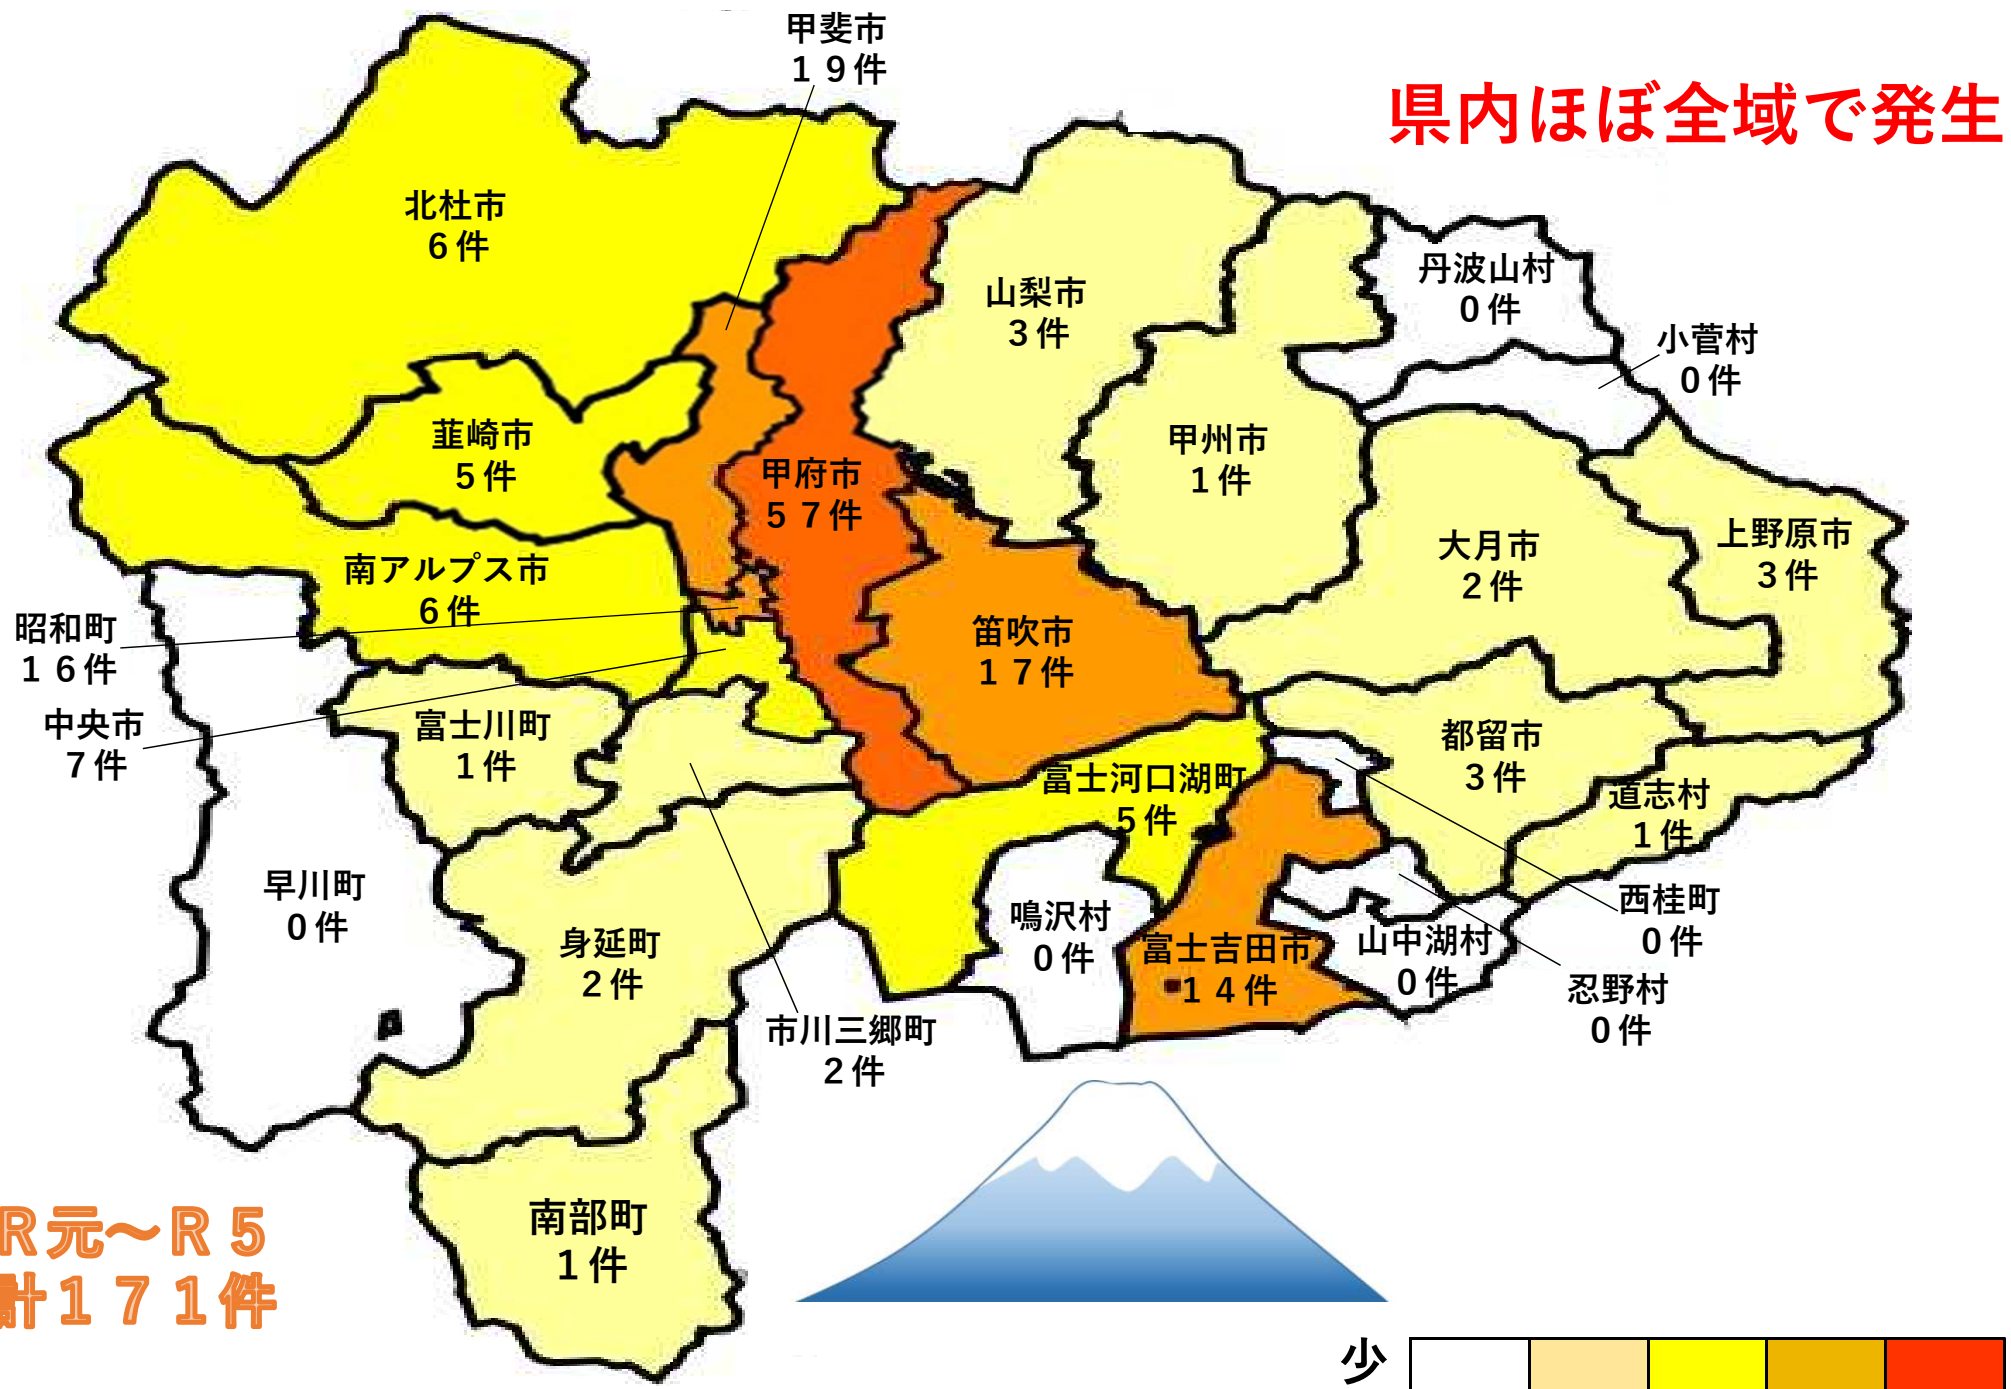 甲斐市
１９件
県内ほぼ全域で発生
北杜市
６件
山梨市
３件
丹波山村
０件
小菅村
０件
韮崎市
５件
甲府市
５７件
甲州市
１件
南アルプス市
６件
大月市
２件
上野原市
３件
昭和町
１６件
笛吹市
１７件
中央市
７件
富士川町
１件
都留市
３件
富士河口湖町
５件
道志村
１件
早川町
０件
身延町
２件
鳴沢村
０件
富士吉田市
１４件
山中湖村
０件
西桂町
０件
忍野村
０件
市川三郷町
２件
南部町
１件
R元～R５
計１７１件
少